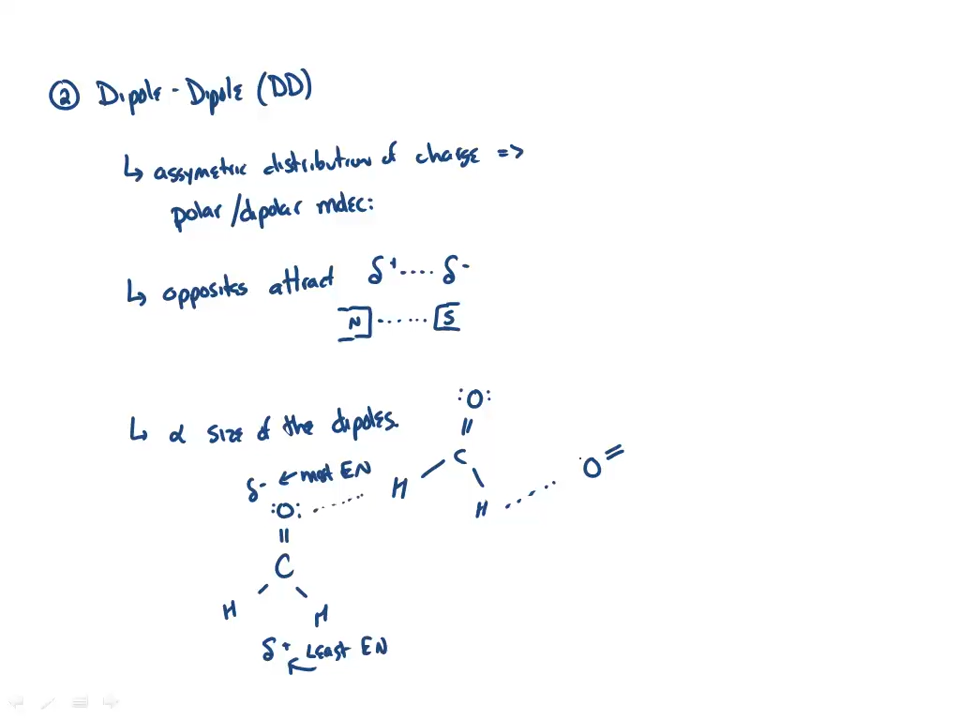 ② Dipole - Dipole (DD)
↳ assymetric distribution of charge =>
polar/dipolar molec:
↳ opposites attract δ+ .... δ-
N ...... S
↳ α size of the dipoles.
:O:
||
C
H H ...... O=
δ- ← most EN
:O: ......
||
C
H H
δ+ Least EN